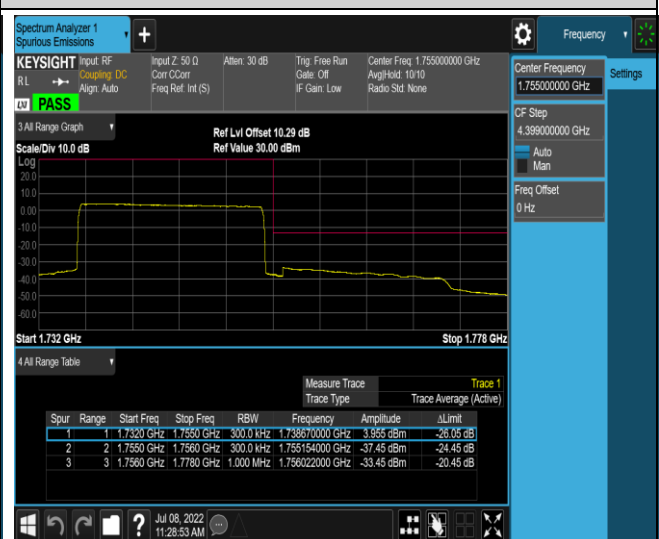 Spectrum Analyzer 1
Spurious Emissions
Frequency
KEYSIGHT
RL
Input: RF
Coupling: DC
Align: Auto
Input Z: 50 Ω
Corr CCorr
Freq Ref: Int (S)
Atten: 30 dB
Trig: Free Run
Gate: Off
IF Gain: Low
Center Freq: 1.755000000 GHz
Avg|Hold: 10/10
Radio Std: None
PASS
3 All Range Graph
Ref Lvl Offset 10.29 dB
Scale/Div 10.0 dB
Ref Value 30.00 dBm
Log
20.0
10.0
0.00
-10.0
-20.0
-30.0
-40.0
-50.0
-60.0
Start 1.732 GHz
Stop 1.778 GHz
4 All Range Table
Measure Trace Trace 1
Trace Type Trace Average (Active)
Spur Range Start Freq Stop Freq RBW Frequency Amplitude ΔLimit
1 1 1.7320 GHz 1.7550 GHz 300.0 kHz 1.738670000 GHz 3.955 dBm -26.05 dB
2 2 1.7550 GHz 1.7560 GHz 300.0 kHz 1.755154000 GHz -37.45 dBm -24.45 dB
3 3 1.7560 GHz 1.7780 GHz 1.000 MHz 1.756022000 GHz -33.45 dBm -20.45 dB
Center Frequency
1.755000000 GHz
Settings
CF Step
4.399000000 GHz
Auto
Man
Freq Offset
0 Hz
Jul 08, 2022
11:28:53 AM